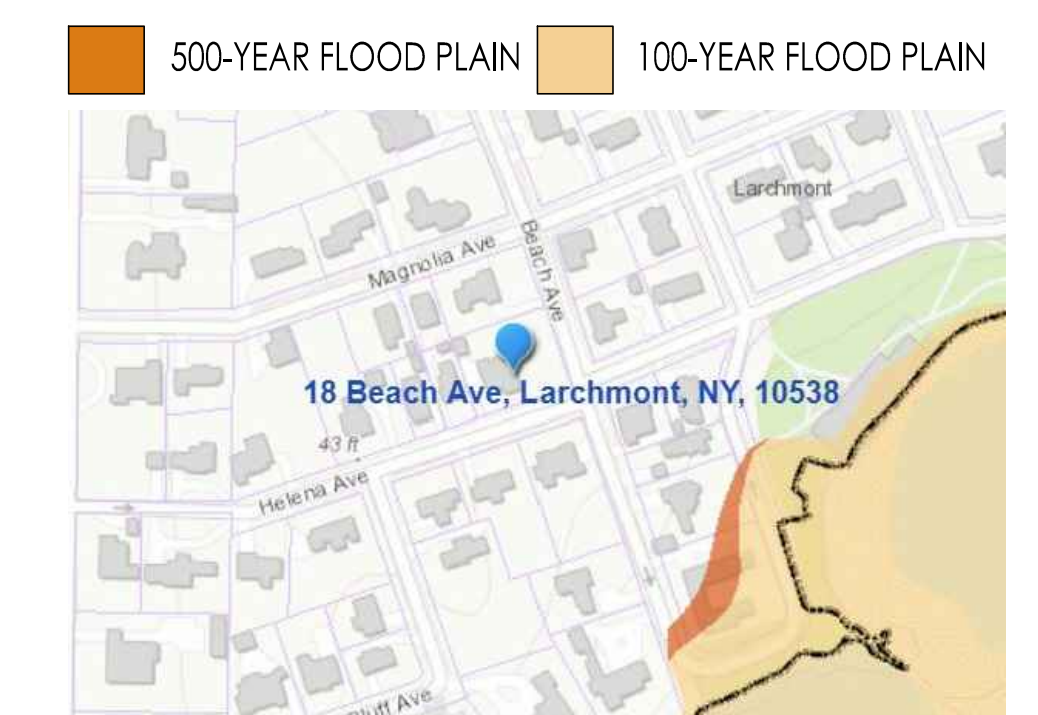 500-YEAR FLOOD PLAIN
100-YEAR FLOOD PLAIN
Larchmont
Magnolia Ave
Beach Ave
18 Beach Ave, Larchmont, NY, 10538
43 ft
Helena Ave
Ave